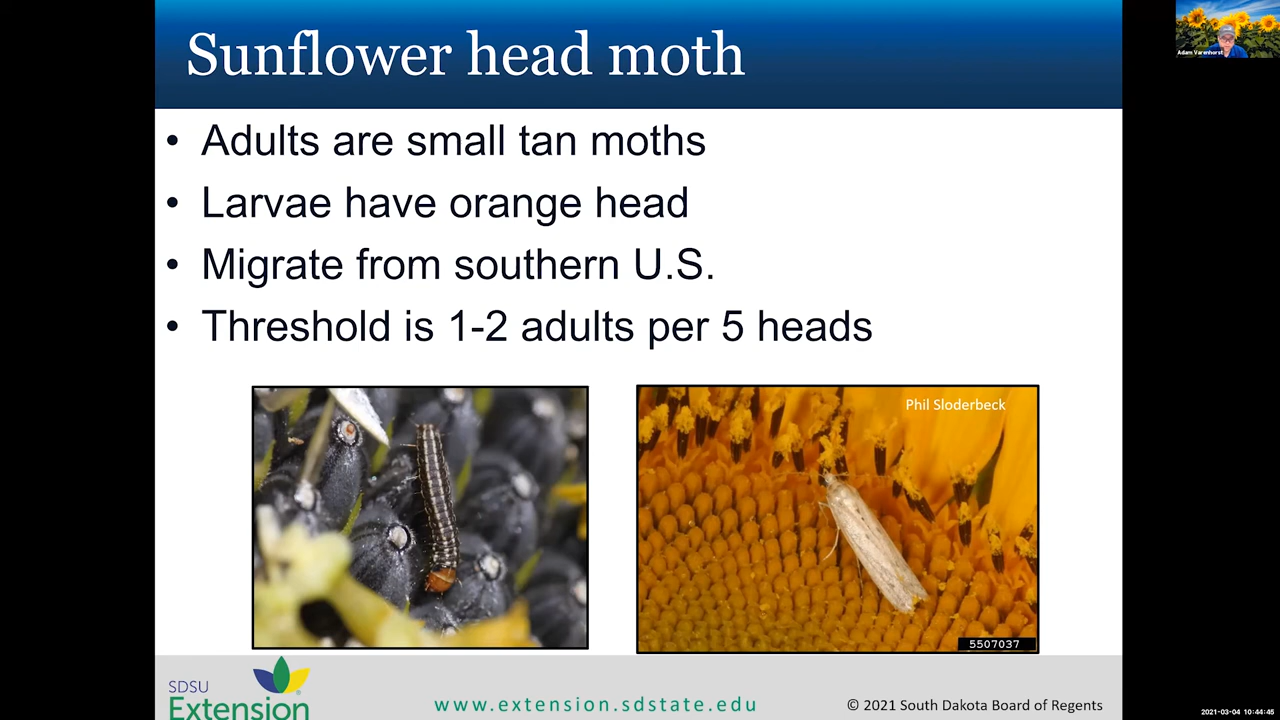 Sunflower head moth
Adam Varenhorst
• Adults are small tan moths
• Larvae have orange head
• Migrate from southern U.S.
• Threshold is 1-2 adults per 5 heads
Phil Sloderbeck
5507037
SDSU
Extension
www.extension.sdstate.edu
© 2021 South Dakota Board of Regents
2021-03-04 10:44:45